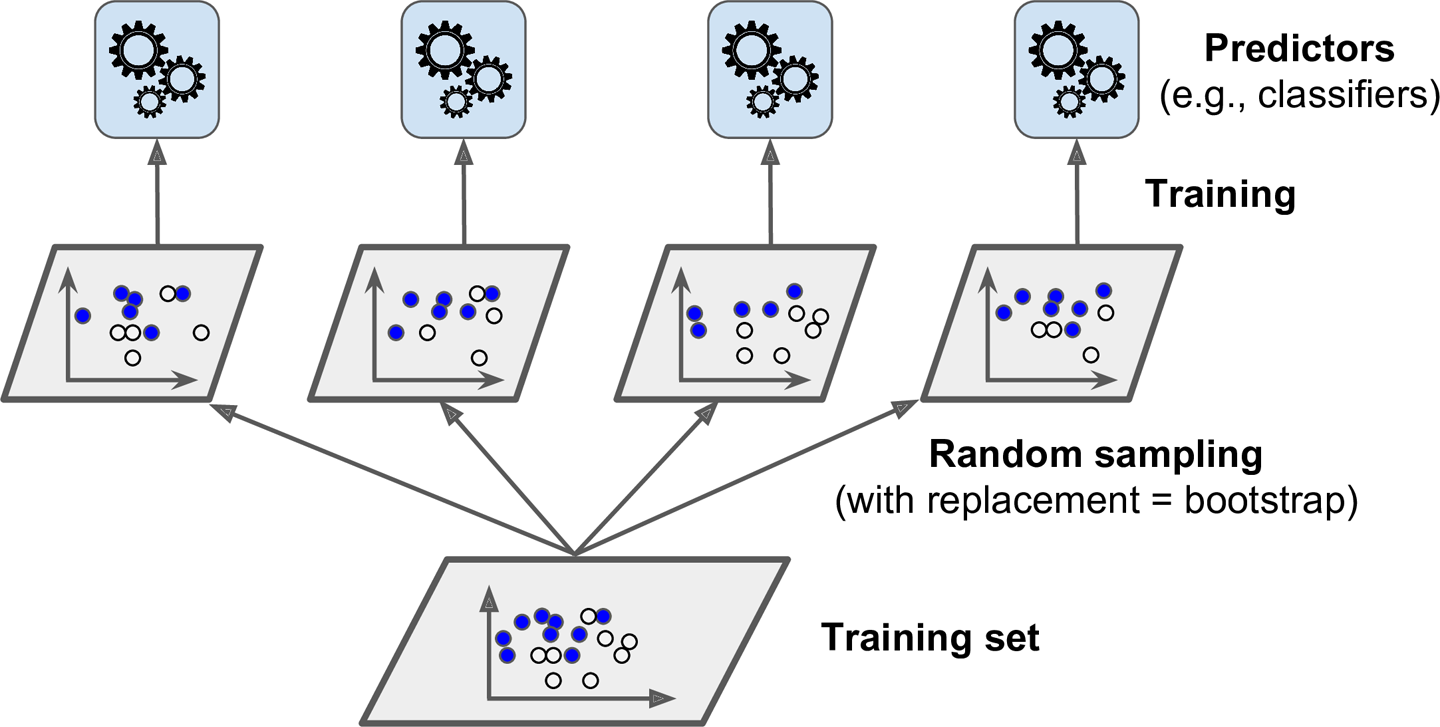 Predictors
(e.g., classifiers)
Training
Random sampling
(with replacement = bootstrap)
Training set